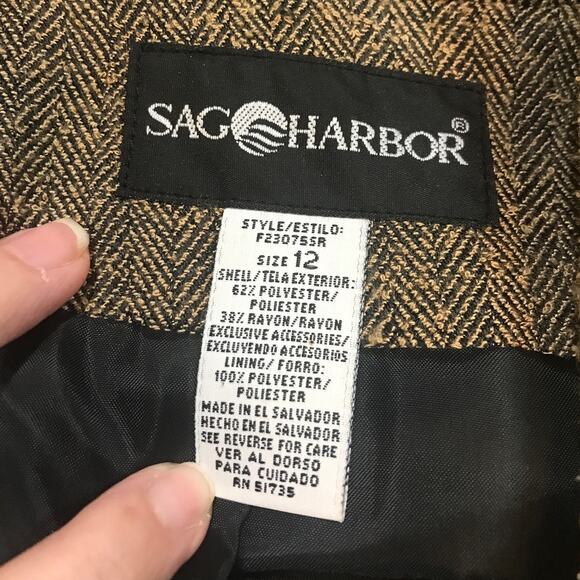 SAG HARBOR®
STYLE/ESTILO:
F23075SR
SIZE 12
SHELL/TELA EXTERIOR:
62% POLYESTER/
POLIESTER
38% RAYON/RAYON
EXCLUSIVE ACCESSORIES/
EXCLUYENDO ACCESORIOS
LINING/ FORRO:
100% POLYESTER/
POLIESTER
MADE IN EL SALVADOR
HECHO EN EL SALVADOR
SEE REVERSE FOR CARE
VER AL DORSO
PARA CUIDADO
RN 51735